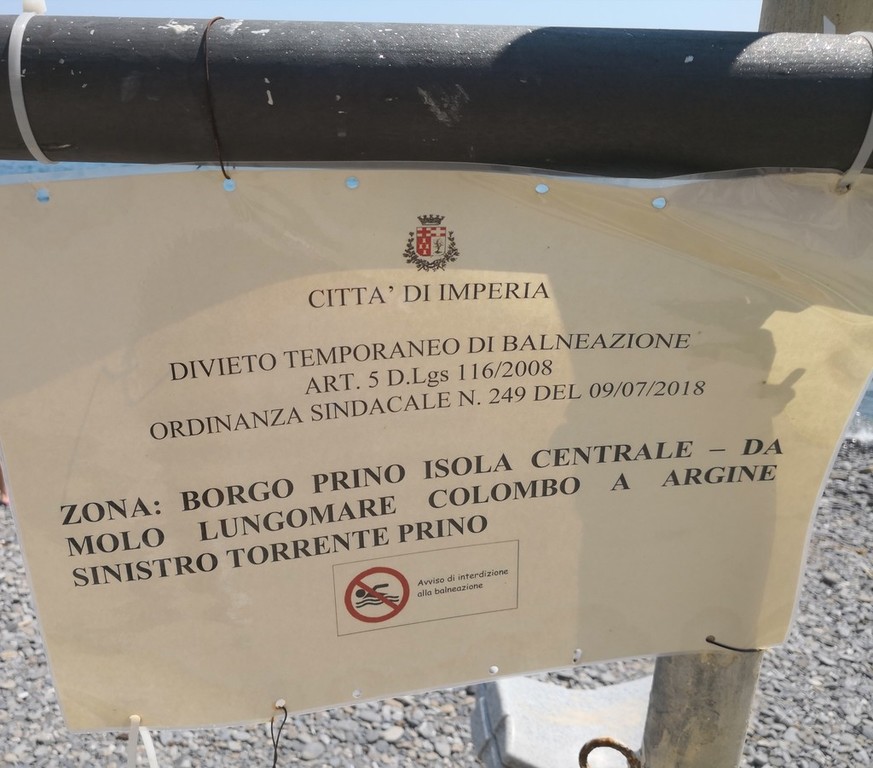 CITTA' DI IMPERIA
DIVIETO TEMPORANEO DI BALNEAZIONE
ART. 5 D.Lgs 116/2008
ORDINANZA SINDACALE N. 249 DEL 09/07/2018
ZONA: BORGO PRINO ISOLA CENTRALE – DA
MOLO LUNGOMARE COLOMBO A ARGINE
SINISTRO TORRENTE PRINO
Avviso di interdizione
alla balneazione